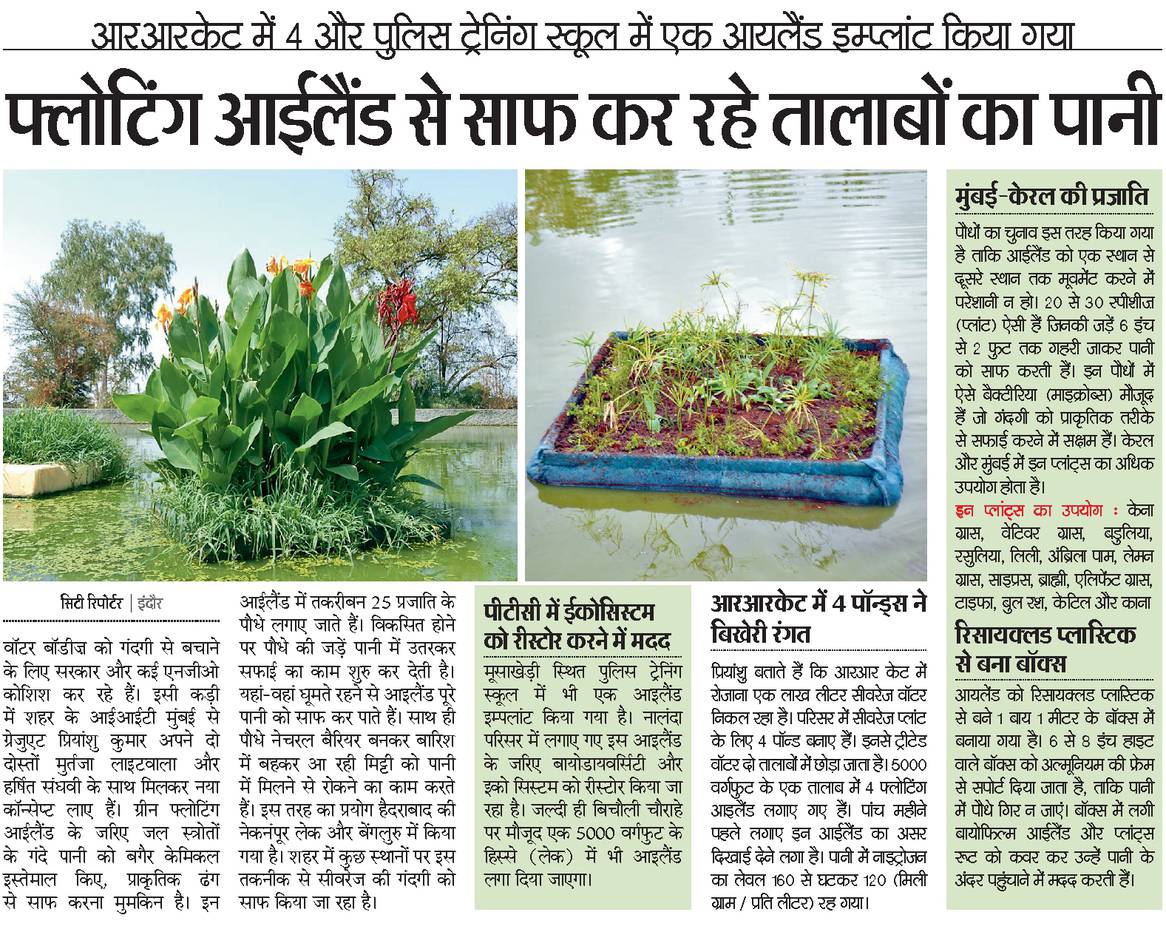 आरआरकेट में 4 और पुलिस ट्रेनिंग स्कूल में एक आयलैंड इम्प्लांट किया गया
फ्लोटिंग आईलैंड से साफ कर रहे तालाबों का पानी
सिटी रिपोर्टर | इंदौर
वॉटर बॉडीज को गंदगी से बचाने
के लिए सरकार और कई एनजीओ
कोशिश कर रहे हैं। इसी कड़ी
में शहर के आईआईटी मुंबई से
ग्रेजुएट प्रियांशु कुमार अपने दो
दोस्तों मुर्तजा लाइटवाला और
हर्षित संघवी के साथ मिलकर नया
कॉन्सेप्ट लाए हैं। ग्रीन फ्लोटिंग
आईलैंड के जरिए जल स्त्रोतों
के गंदे पानी को बगैर केमिकल
इस्तेमाल किए, प्राकृतिक ढंग
से साफ करना मुमकिन है। इन
आईलैंड में तकरीबन 25 प्रजाति के
पौधे लगाए जाते हैं। विकसित होने
पर पौधे की जड़ें पानी में उतरकर
सफाई का काम शुरु कर देती है।
यहां-वहां घूमते रहने से आइलैंड पूरे
पानी को साफ कर पाते हैं। साथ ही
पौधे नेचरल बैरियर बनकर बारिश
में बहकर आ रही मिट्टी को पानी
में मिलने से रोकने का काम करते
हैं। इस तरह का प्रयोग हैदराबाद की
नेकनंपूर लेक और बेंगलुरु में किया
गया है। शहर में कुछ स्थानों पर इस
तकनीक से सीवरेज की गंदगी को
साफ किया जा रहा है।
पीटीसी में ईकोसिस्टम
को रीस्टोर करने में मदद
मूसाखेड़ी स्थित पुलिस ट्रेनिंग
स्कूल में भी एक आइलैंड
इम्पलांट किया गया है। नालंदा
परिसर में लगाए गए इस आइलैंड
के जरिए बायोडायवर्सिटी और
इको सिस्टम को रीस्टोर किया जा
रहा है। जल्दी ही बिचौली चौराहे
पर मौजूद एक 5000 वर्गफुट के
हिस्से (लेक) में भी आइलैंड
लगा दिया जाएगा।
आरआरकेट में 4 पॉन्ड्स ने
बिखेरी रंगत
प्रियांशु बताते हैं कि आरआर केट में
रोजाना एक लाख लीटर सीवरेज वॉटर
निकल रहा है। परिसर में सीवरेज प्लांट
के लिए 4 पॉन्ड बनाए हैं। इनसे ट्रीटेड
वॉटर दो तालाबों में छोड़ा जाता है। 5000
वर्गफुट के एक तालाब में 4 फ्लोटिंग
आइलैंड लगाए गए हैं। पांच महीने
पहले लगाए इन आईलैंड का असर
दिखाई देने लगा है। पानी में नाइट्रोजन
का लेवल 160 से घटकर 120 (मिली
ग्राम / प्रति लीटर) रह गया।
मुंबई-केरल की प्रजाति
पौधों का चुनाव इस तरह किया गया
है ताकि आईलैंड को एक स्थान से
दूसरे स्थान तक मूवमेंट करने में
परेशानी न हो। 20 से 30 स्पीशीज
(प्लांट) ऐसी हैं जिनकी जड़ें 6 इंच
से 2 फुट तक गहरी जाकर पानी
को साफ करती हैं। इन पौधों में
ऐसे बैक्टीरिया (माइक्रोब्स) मौजूद
हैं जो गंदगी को प्राकृतिक तरीके
से सफाई करने में सक्षम हैं। केरल
और मुंबई में इन प्लांट्स का अधिक
उपयोग होता है।
इन प्लांट्स का उपयोग : केना
ग्रास, वेटिवर ग्रास, बडुलिया,
रसुलिया, लिली, अंब्रिला पाम, लेमन
ग्रास, साइप्रस, ब्राह्मी, एलिफेंट ग्रास,
टाइफा, बुल रश, केटिल और काना
रिसायक्लड प्लास्टिक
से बना बॉक्स
आयलेंड को रिसायक्लड प्लास्टिक
से बने 1 बाय 1 मीटर के बॉक्स में
बनाया गया है। 6 से 8 इंच हाइट
वाले बॉक्स को अल्मूनियम की फ्रेम
से सपोर्ट दिया जाता है, ताकि पानी
में पौधे गिर न जाएं। बॉक्स में लगी
बायोफिल्म आईलैंड और प्लांट्स
रूट को कवर कर उन्हें पानी के
अंदर पहुंचाने में मदद करती हैं।